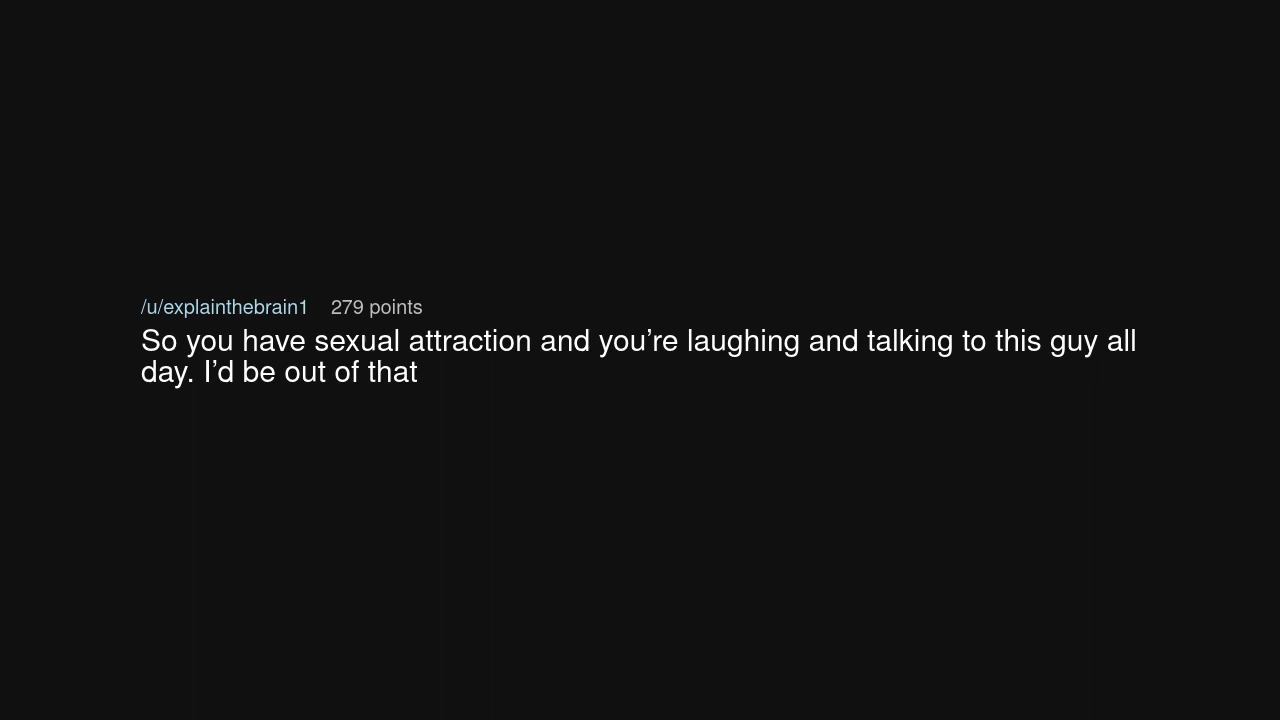 /u/explainthebrain1 279 points
So you have sexual attraction and you’re laughing and talking to this guy all
day. I’d be out of that